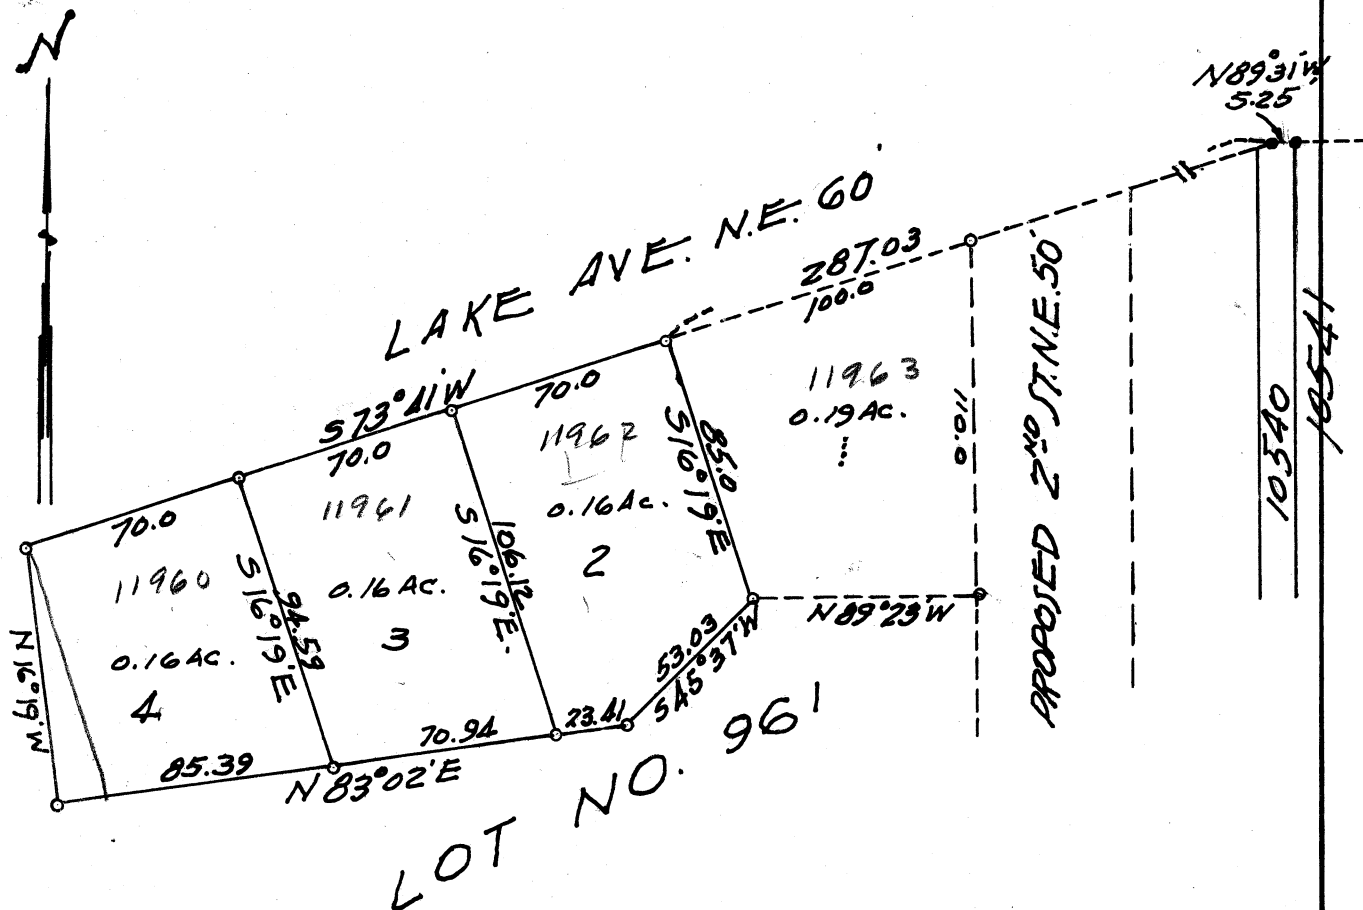 N
N89°31'W
5.25
LAKE AVE. N.E. 60'
287.03
100.0
S73°41'W
70.0
70.0
70.0
11963
0.19 Ac.
110.0
PROPOSED 2ND ST. N.E. 50'
10540
10541
85.0
S16°19'E
11962
0.16 Ac.
2
106.12
S16°19'E.
11961
0.16 Ac.
3
94.59
S16°19'E
11960
0.16 AC.
4
N16°19'W
N89°23'W
53.03
S45°37'W
23.41
70.94
85.39
N83°02'E
LOT NO. 961